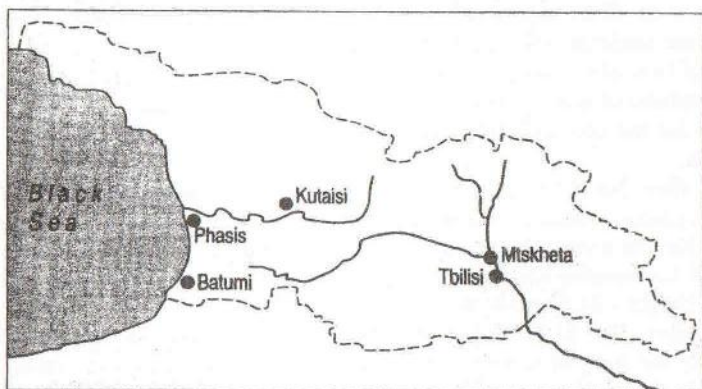 Black
Sea
Kutaisi
Phasis
Batumi
Mtskheta
Tbilisi